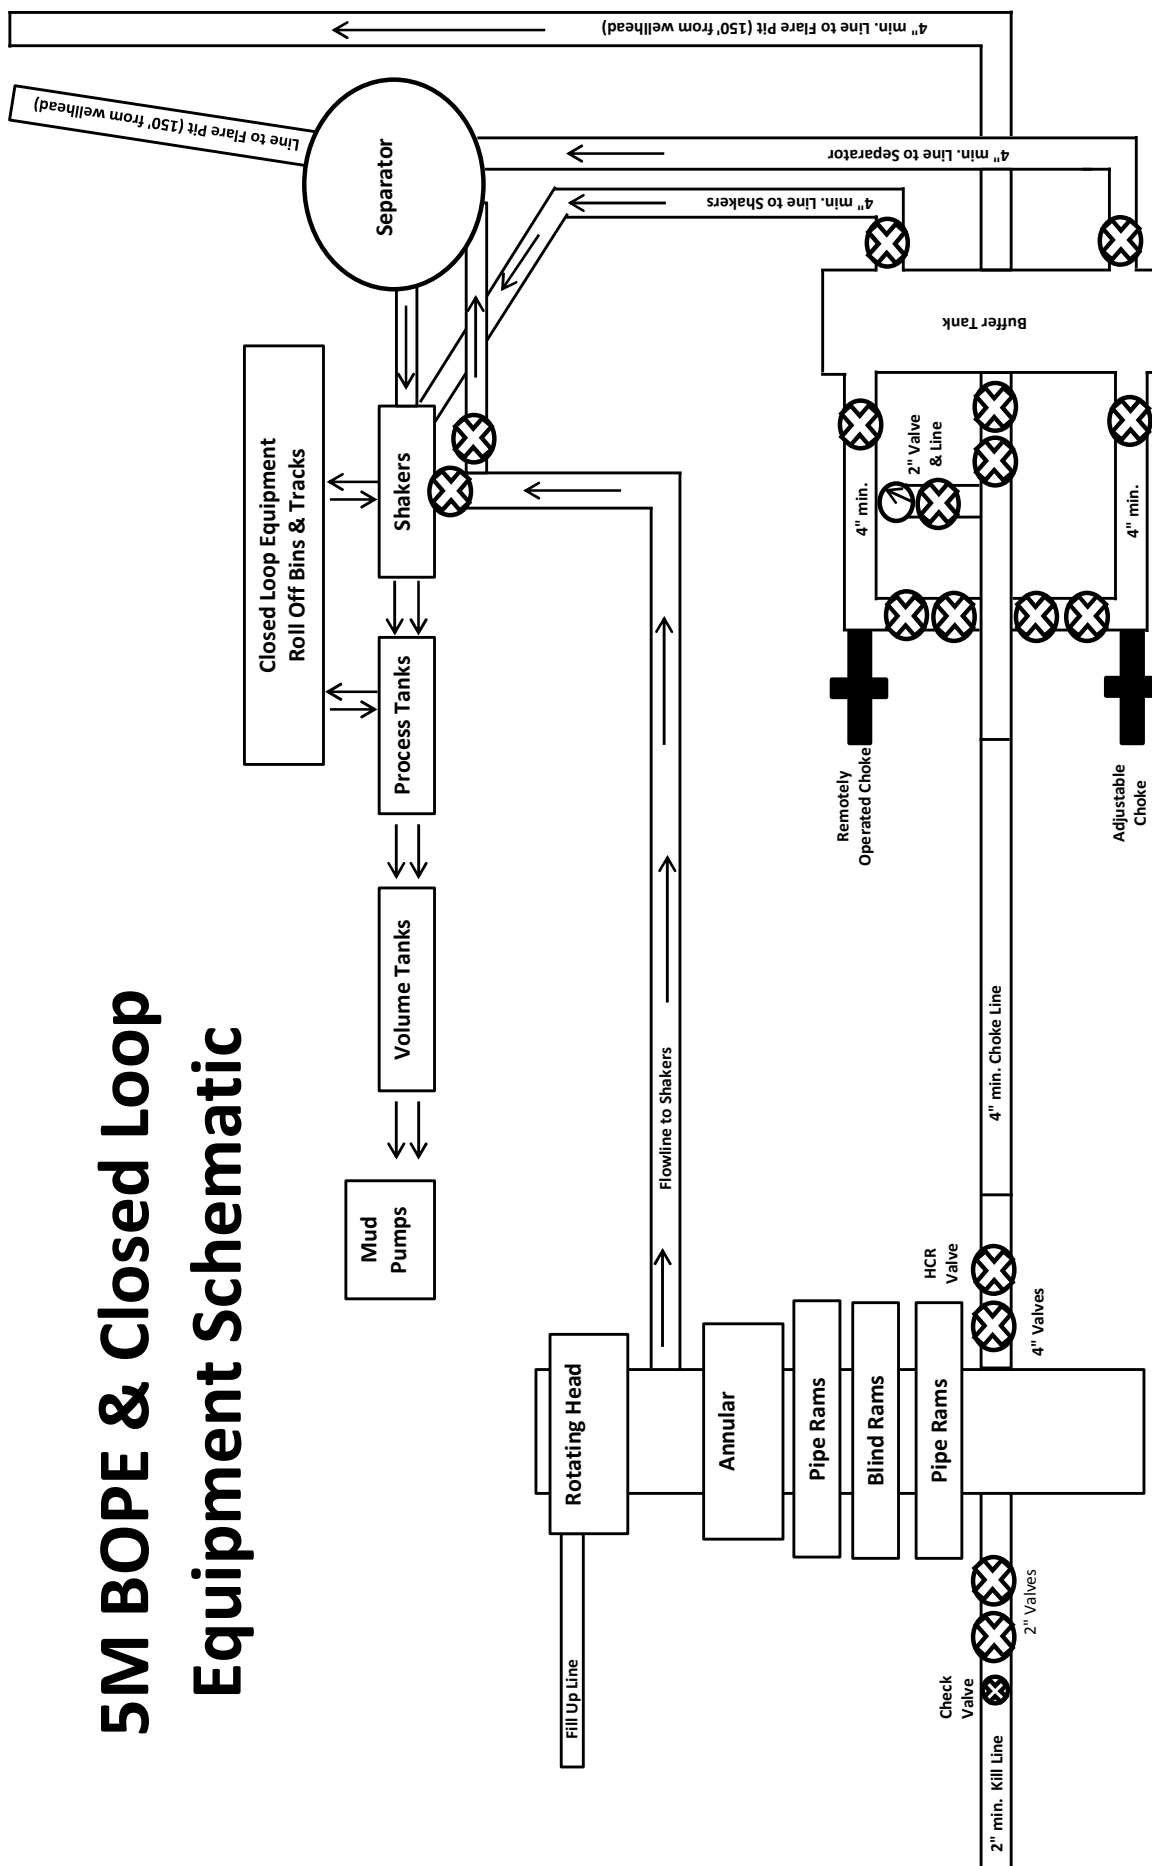 5M BOPE & Closed Loop
Equipment Schematic
Fill Up Line
Rotating Head
Annular
Pipe Rams
Blind Rams
Pipe Rams
Flowline to Shakers
Mud
Pumps
Volume Tanks
Process Tanks
Shakers
Closed Loop Equipment
Roll Off Bins & Tracks
Separator
Line to Flare Pit (150' from wellhead)
4" min. Line to Flare Pit (150' from wellhead)
4" min. Line to Separator
4" min. Line to Shakers
Buffer Tank
2" Valve
& Line
4" min.
4" min.
Remotely
Operated Choke
Adjustable
Choke
4" min. Choke Line
HCR
Valve
4" Valves
2" Valves
Check
Valve
2" min. Kill Line